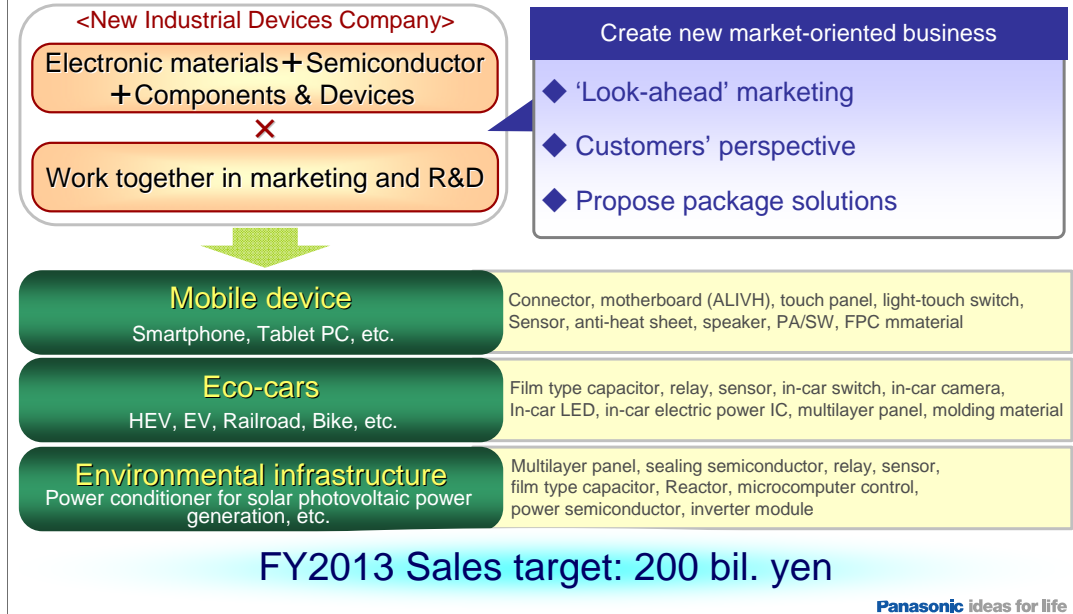 <New Industrial Devices Company>
Electronic materials+Semiconductor
+Components & Devices
×
Work together in marketing and R&D
Create new market-oriented business
◆ ‘Look-ahead’ marketing
◆ Customers’ perspective
◆ Propose package solutions
Mobile device
Smartphone, Tablet PC, etc.
Connector, motherboard (ALIVH), touch panel, light-touch switch,
Sensor, anti-heat sheet, speaker, PA/SW, FPC mmaterial
Eco-cars
HEV, EV, Railroad, Bike, etc.
Film type capacitor, relay, sensor, in-car switch, in-car camera,
In-car LED, in-car electric power IC, multilayer panel, molding material
Environmental infrastructure
Power conditioner for solar photovoltaic power
generation, etc.
Multilayer panel, sealing semiconductor, relay, sensor,
film type capacitor, Reactor, microcomputer control,
power semiconductor, inverter module
FY2013 Sales target: 200 bil. yen
Panasonic ideas for life